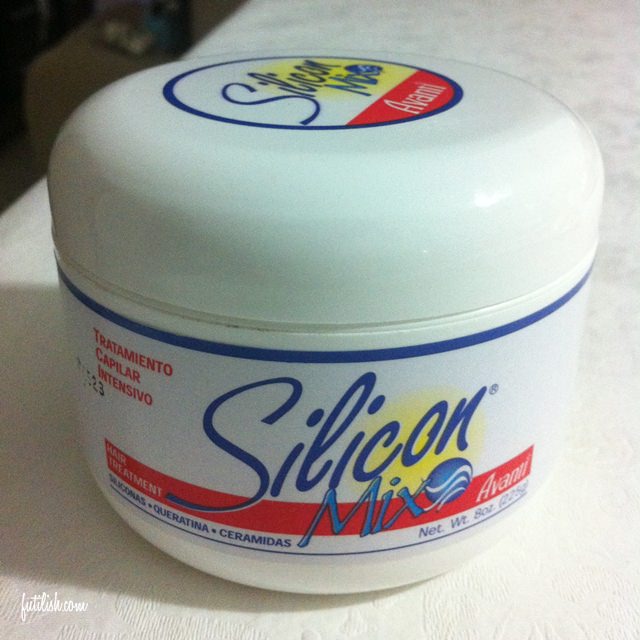 Silicon
Mix
Avanti
TRATAMIENTO
CAPILAR
INTENSIVO
Silicon®
Mix
Avanti
HAIR
TREATMENT
SILICONAS • QUERATINA • CERAMIDAS
Net. Wt. 8oz. (225g)
futilish.com